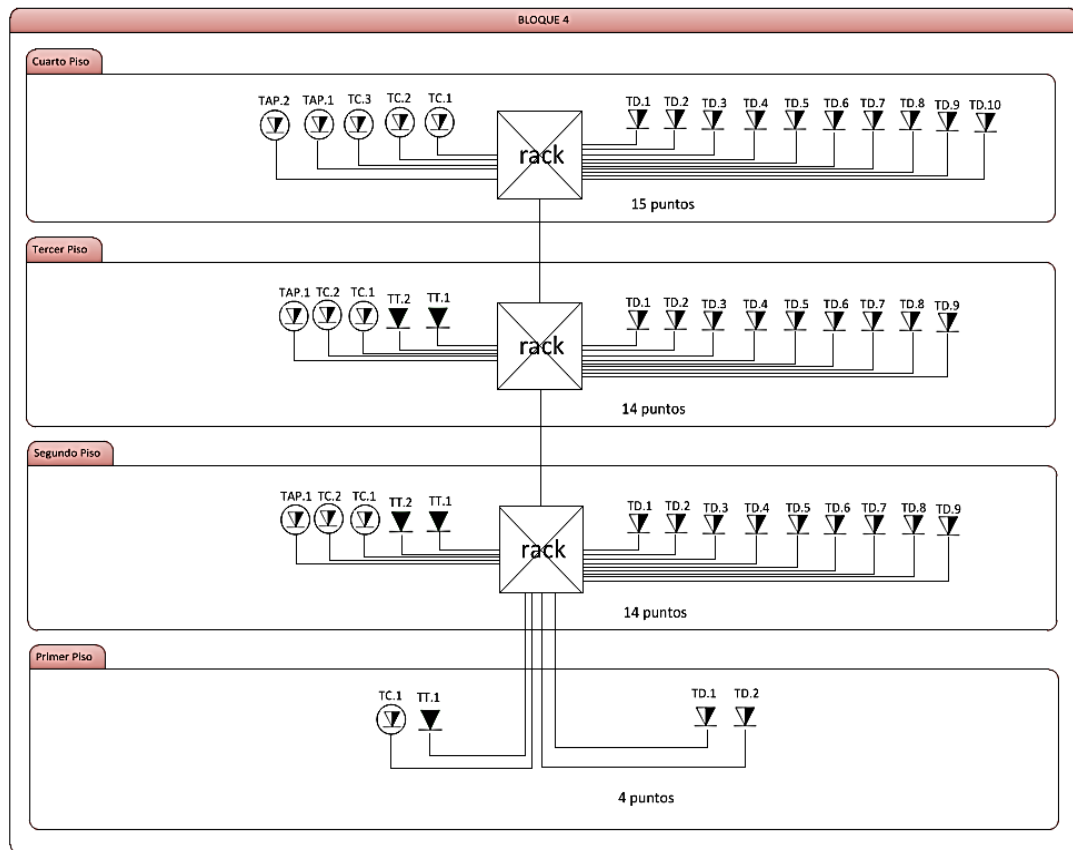 BLOQUE 4
Cuarto Piso
TAP.2 TAP.1 TC.3 TC.2 TC.1 TD.1 TD.2 TD.3 TD.4 TD.5 TD.6 TD.7 TD.8 TD.9 TD.10
rack
15 puntos
Tercer Piso
TAP.1 TC.2 TC.1 TT.2 TT.1 TD.1 TD.2 TD.3 TD.4 TD.5 TD.6 TD.7 TD.8 TD.9
rack
14 puntos
Segundo Piso
TAP.1 TC.2 TC.1 TT.2 TT.1 TD.1 TD.2 TD.3 TD.4 TD.5 TD.6 TD.7 TD.8 TD.9
rack
14 puntos
Primer Piso
TC.1 TT.1 TD.1 TD.2
4 puntos